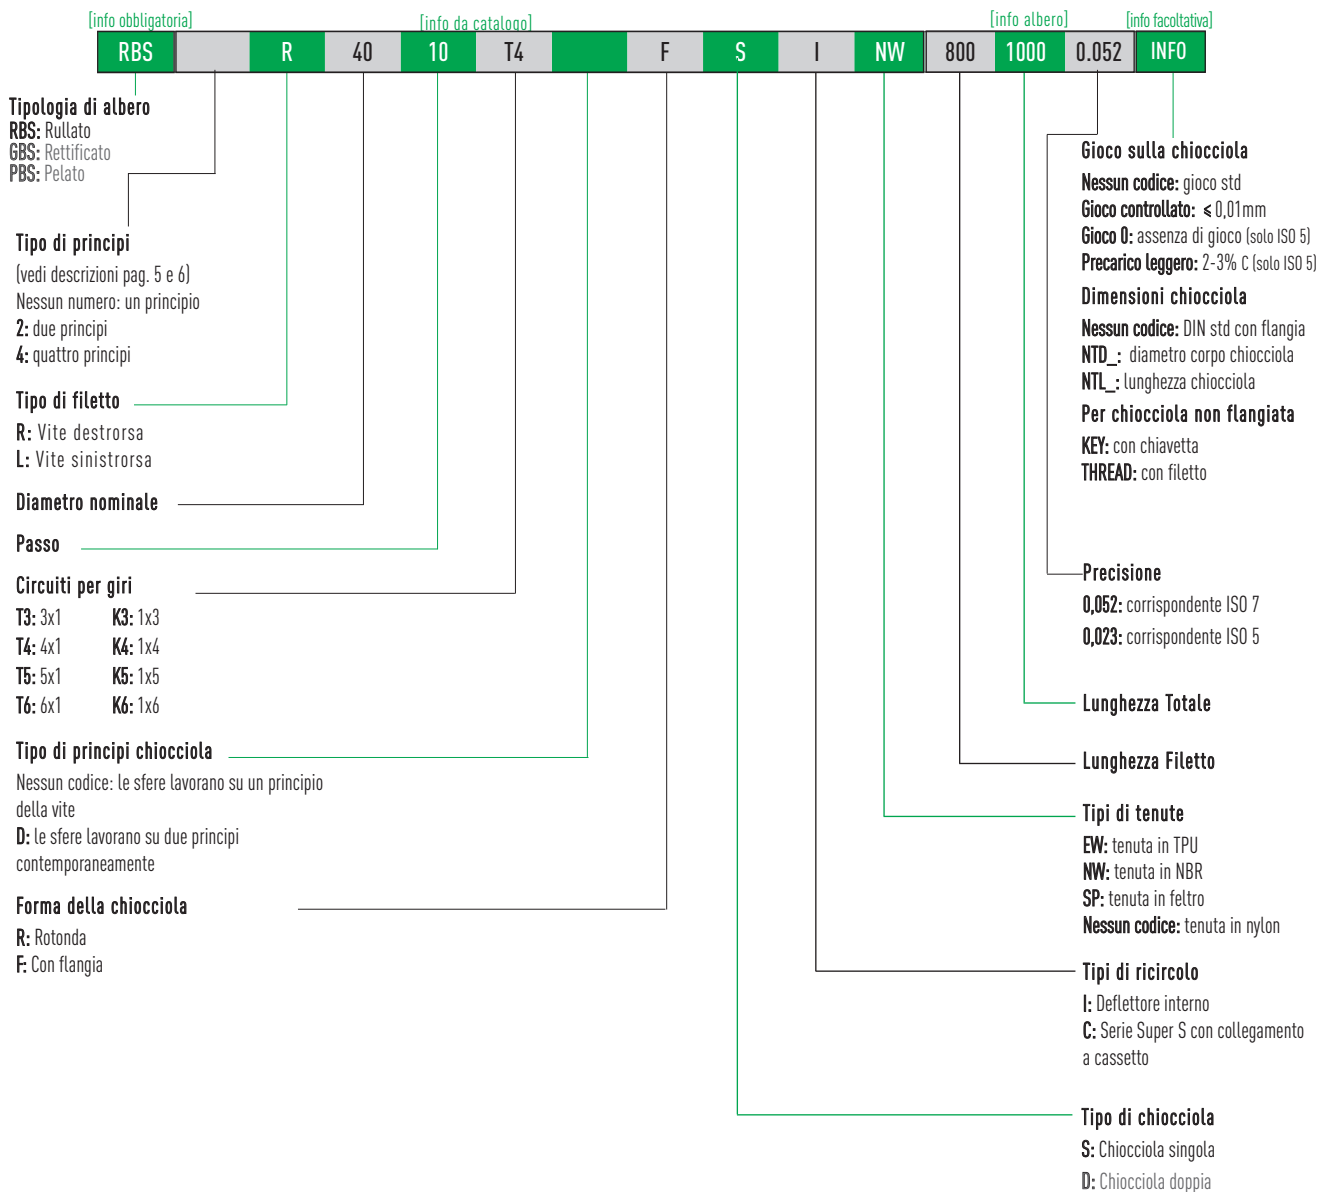 [info obbligatoria]
[info da catalogo]
[info albero]
[info facoltativa]
RBS R 40 10 T4 F S I NW 800 1000 0.052 INFO
Tipologia di albero
RBS: Rullato
GBS: Rettificato
PBS: Pelato
Tipo di principi
(vedi descrizioni pag. 5 e 6)
Nessun numero: un principio
2: due principi
4: quattro principi
Tipo di filetto
R: Vite destrorsa
L: Vite sinistrorsa
Diametro nominale
Passo
Circuiti per giri
T3: 3x1 K3: 1x3
T4: 4x1 K4: 1x4
T5: 5x1 K5: 1x5
T6: 6x1 K6: 1x6
Tipo di principi chiocciola
Nessun codice: le sfere lavorano su un principio
della vite
D: le sfere lavorano su due principi
contemporaneamente
Forma della chiocciola
R: Rotonda
F: Con flangia
Gioco sulla chiocciola
Nessun codice: gioco std
Gioco controllato: ⩽ 0,01mm
Gioco 0: assenza di gioco (solo ISO 5)
Precarico leggero: 2-3% C (solo ISO 5)
Dimensioni chiocciola
Nessun codice: DIN std con flangia
NTD_: diametro corpo chiocciola
NTL_: lunghezza chiocciola
Per chiocciola non flangiata
KEY: con chiavetta
THREAD: con filetto
Precisione
0,052: corrispondente ISO 7
0,023: corrispondente ISO 5
Lunghezza Totale
Lunghezza Filetto
Tipi di tenute
EW: tenuta in TPU
NW: tenuta in NBR
SP: tenuta in feltro
Nessun codice: tenuta in nylon
Tipi di ricircolo
I: Deflettore interno
C: Serie Super S con collegamento
a cassetto
Tipo di chiocciola
S: Chiocciola singola
D: Chiocciola doppia